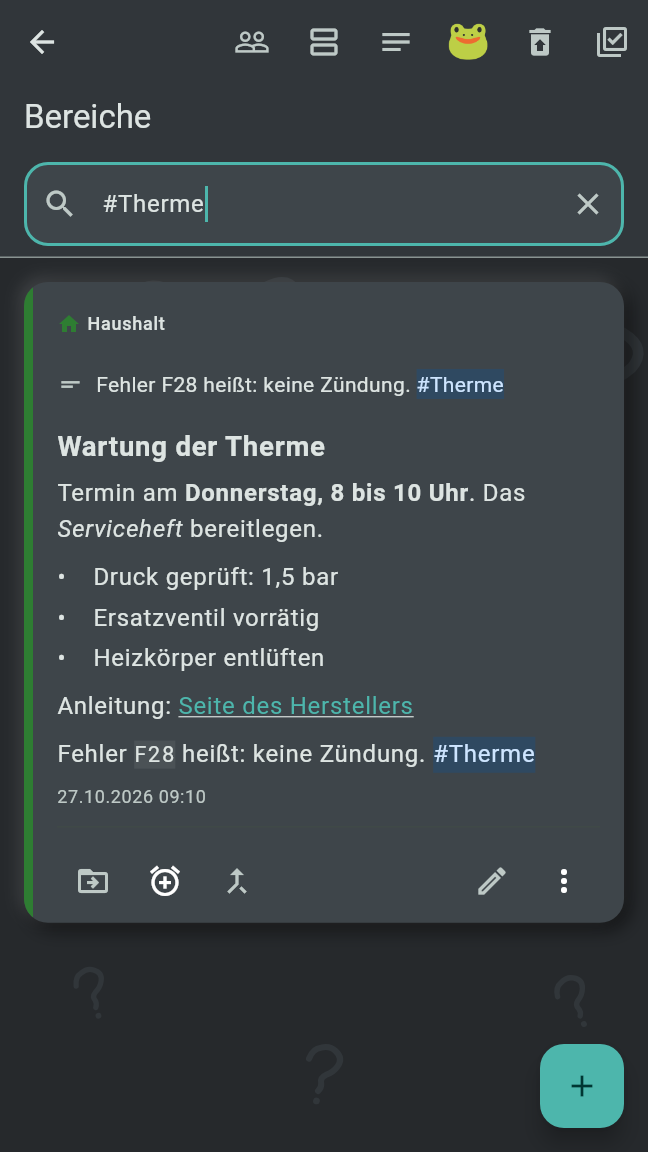 Bereiche
#Therme
Haushalt
Fehler F28 heißt: keine Zündung. #Therme
Wartung der Therme
Termin am Donnerstag, 8 bis 10 Uhr. Das
Serviceheft bereitlegen.
• Druck geprüft: 1,5 bar
• Ersatzventil vorrätig
• Heizkörper entlüften
Anleitung: Seite des Herstellers
Fehler F28 heißt: keine Zündung. #Therme
27.10.2026 09:10